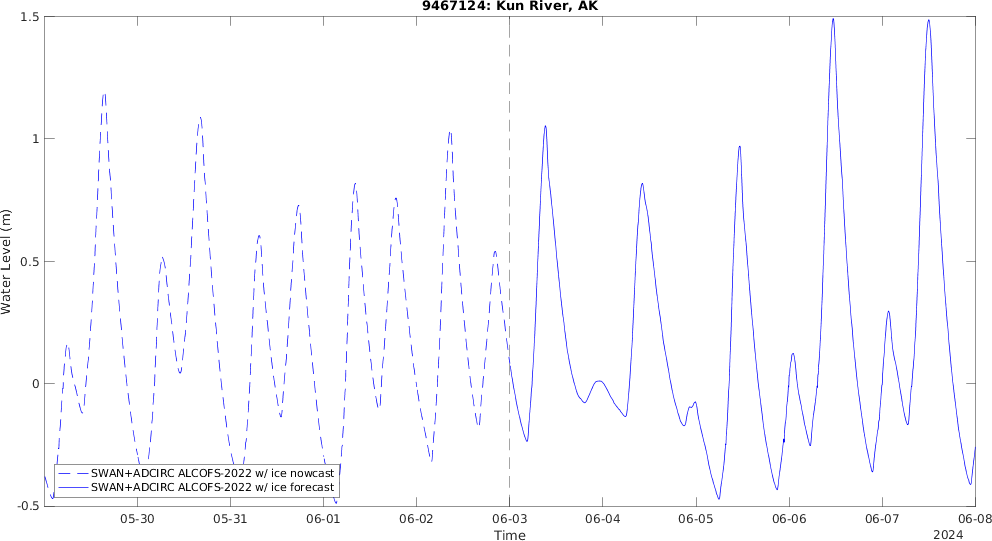 9467124: Kun River, AK
Water Level (m)
1.5
1
0.5
0
-0.5
SWAN+ADCIRC ALCOFS-2022 w/ ice nowcast
SWAN+ADCIRC ALCOFS-2022 w/ ice forecast
05-30 05-31 06-01 06-02 06-03 06-04 06-05 06-06 06-07 06-08
Time
2024